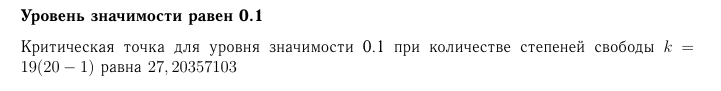 Уровень значимости равен 0.1
Критическая точка для уровня значимости 0.1 при количестве степеней свободы k =
19(20 − 1) равна 27, 20357103